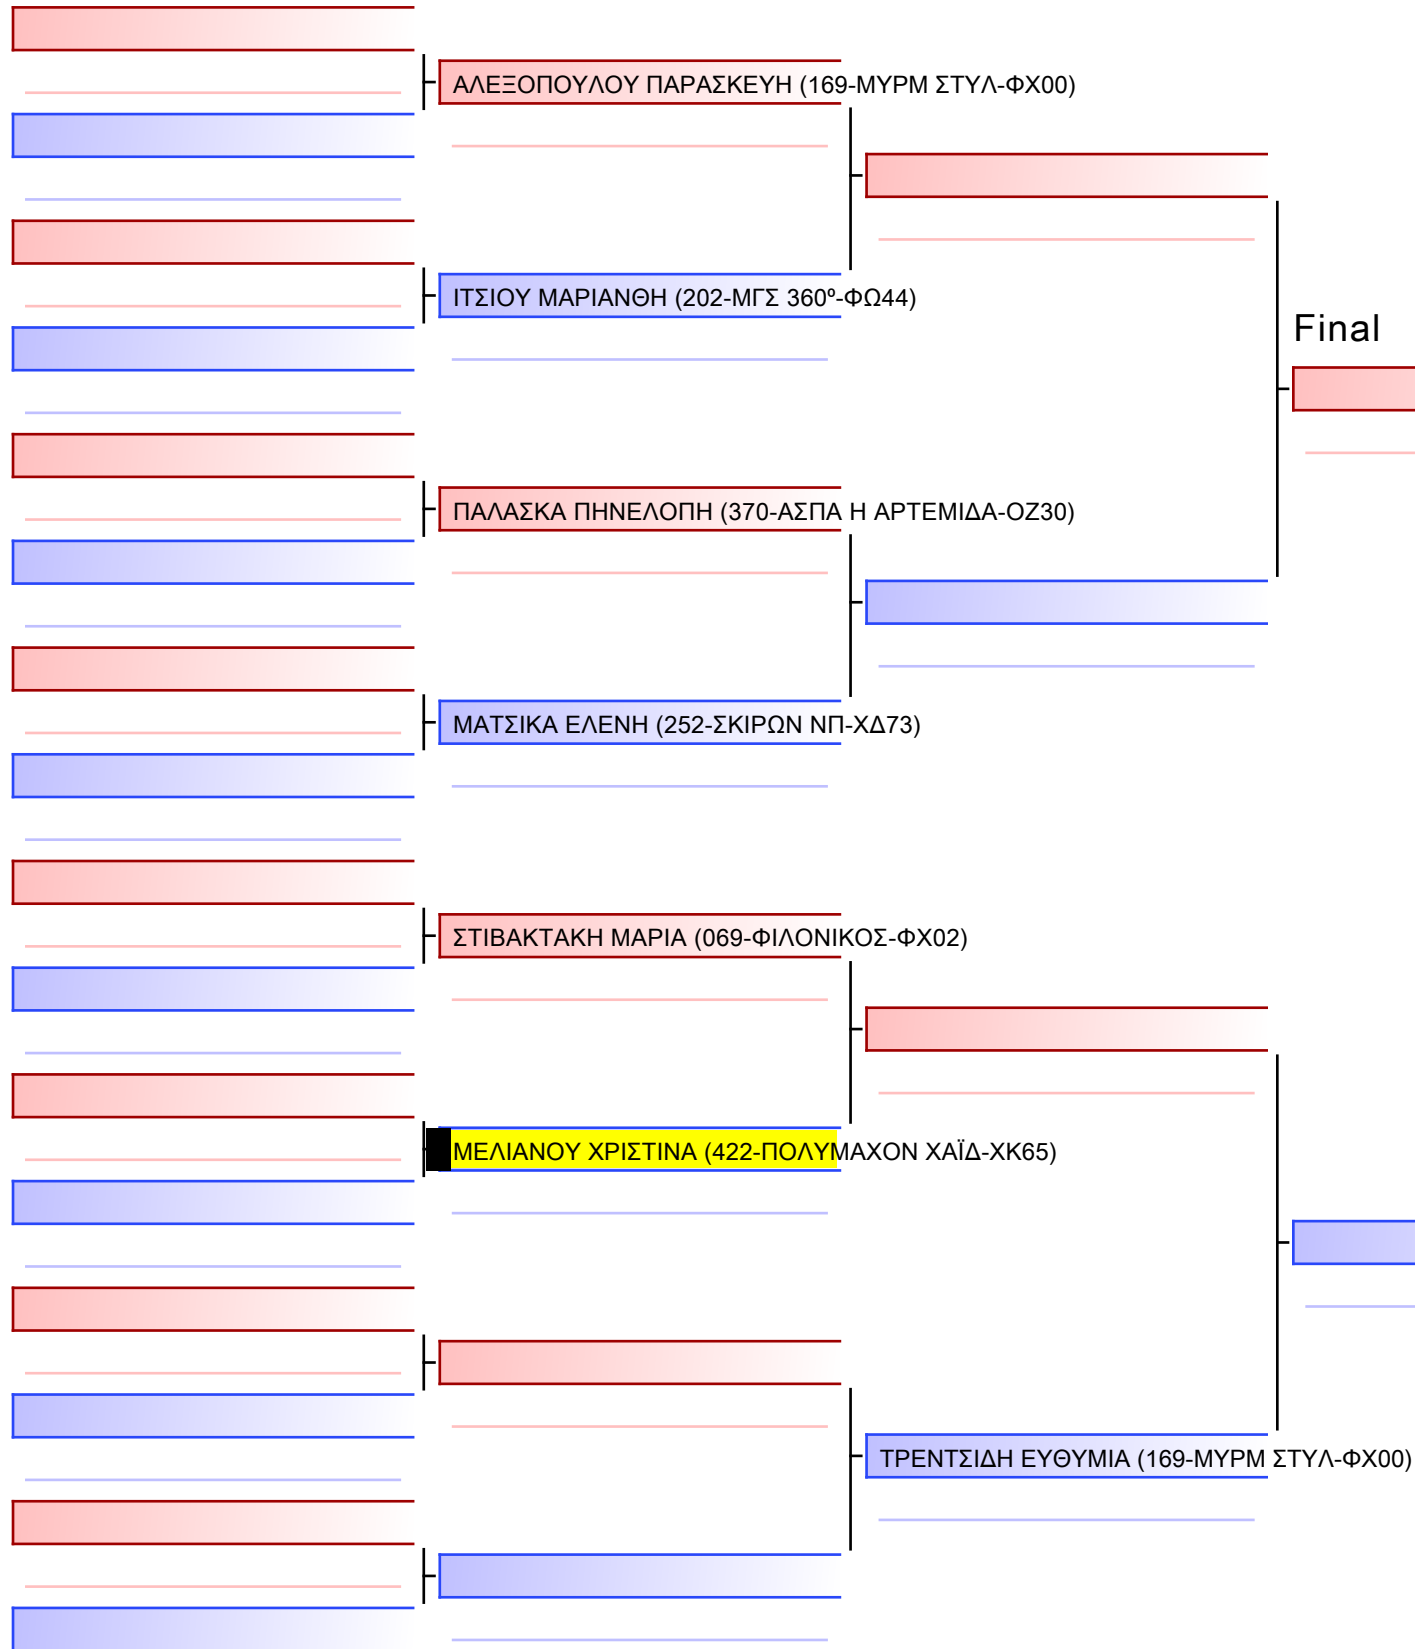 ΑΛΕΞΟΠΟΥΛΟΥ ΠΑΡΑΣΚΕΥΗ (169-ΜΥΡΜ ΣΤΥΛ-ΦΧ00)
ΙΤΣΙΟΥ ΜΑΡΙΑΝΘΗ (202-ΜΓΣ 360º-ΦΩ44)
Final
ΠΑΛΑΣΚΑ ΠΗΝΕΛΟΠΗ (370-ΑΣΠΑ Η ΑΡΤΕΜΙΔΑ-ΟΖ30)
ΜΑΤΣΙΚΑ ΕΛΕΝΗ (252-ΣΚΙΡΩΝ ΝΠ-ΧΔ73)
ΣΤΙΒΑΚΤΑΚΗ ΜΑΡΙΑ (069-ΦΙΛΟΝΙΚΟΣ-ΦΧ02)
ΜΕΛΙΑΝΟΥ ΧΡΙΣΤΙΝΑ (422-ΠΟΛΥΜΑΧΟΝ ΧΑΪΔ-ΧΚ65)
ΤΡΕΝΤΣΙΔΗ ΕΥΘΥΜΙΑ (169-ΜΥΡΜ ΣΤΥΛ-ΦΧ00)